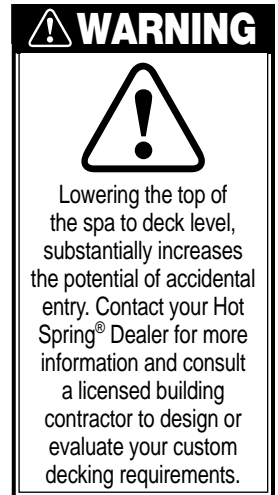 WARNING
Lowering the top of
the spa to deck level,
substantially increases
the potential of accidental
entry. Contact your Hot
Spring® Dealer for more
information and consult
a licensed building
contractor to design or
evaluate your custom
decking requirements.